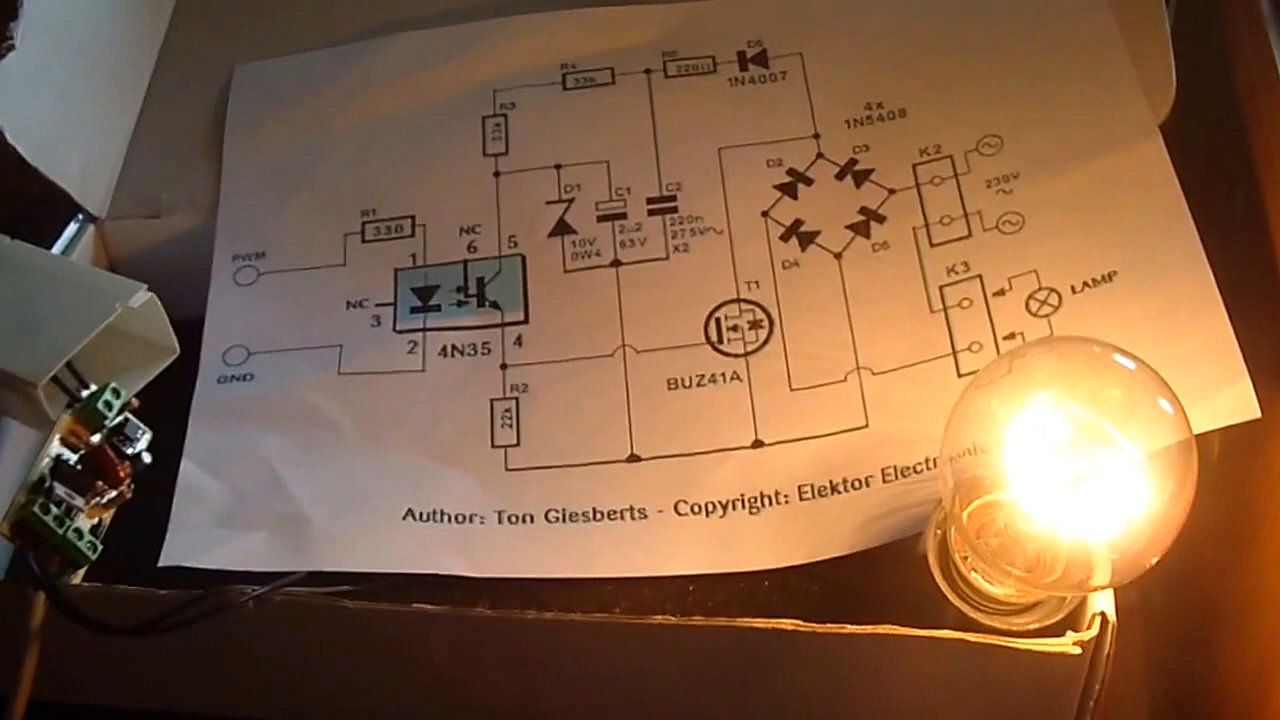 D6
R5
220Ω
1N4007
R4
33k
R3
33k
4x
1N5408
D2
D3
D4
D5
K2
230V
~
D1
10V
0W4
C1
2µ2
63V
C2
220n
275V~
X2
R1
330
PWM
NC
6
5
1
NC
3
2
4N35
4
GND
T1
BUZ41A
K3
LAMP
R2
22k
Author: Ton Giesberts - Copyright: Elektor